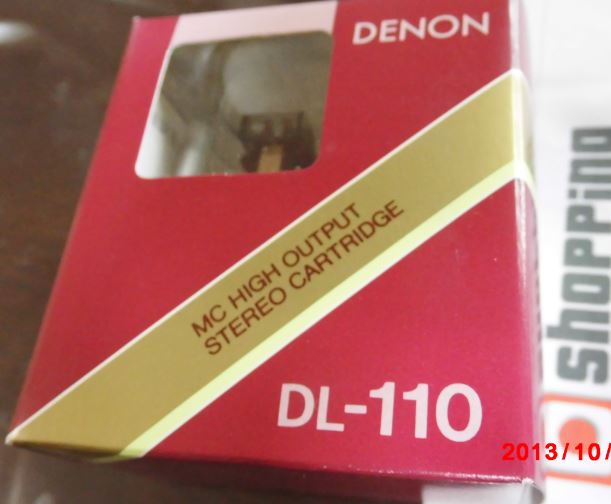 DENON
MC HIGH OUTPUT
STEREO CARTRIDGE
DL-110
shopping
2013/10/